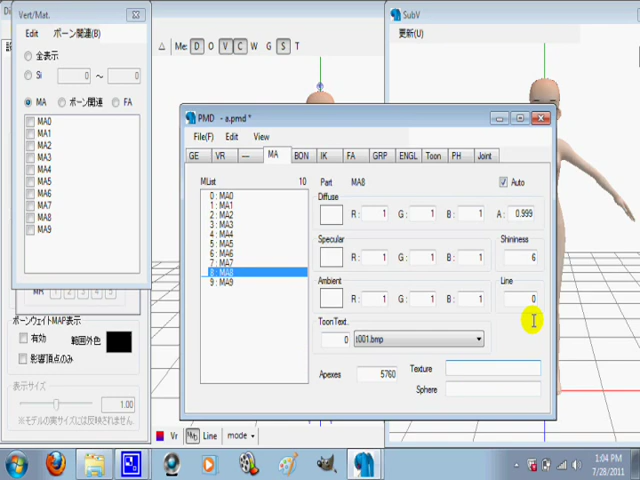 Vert/Mat.
Edit ボーン関連(B)
全表示
Si 0 ～ 0
MA ボーン関連 FA
MA0
MA1
MA2
MA3
MA4
MA5
MA6
MA7
MA8
MA9
MR 1 2 3 4 5
ボーンウェイトMAP表示
有効 範囲外色
影響頂点のみ
表示サイズ
1.00
※モデルの実サイズには反映されません
Me: D O V C W G S T
SubV
更新(U)
PMD - a.pmd *
File(F) Edit View
GE VR --- MA BON IK FA GRP ENGL Toon PH Joint
MList 10
0 : MA0
1 : MA1
2 : MA2
3 : MA3
4 : MA4
5 : MA5
6 : MA6
7 : MA7
8 : MA8
9 : MA9
Part MA8 Auto
Diffuse
R : 1 G : 1 B : 1 A : 0.999
Specular Shininess
R : 1 G : 1 B : 1 6
Ambient Line
R : 1 G : 1 B : 1 0
ToonText.
0 t001.bmp
Apexes 5760 Texture
Sphere
Vr Line mode
1:04 PM
7/28/2011